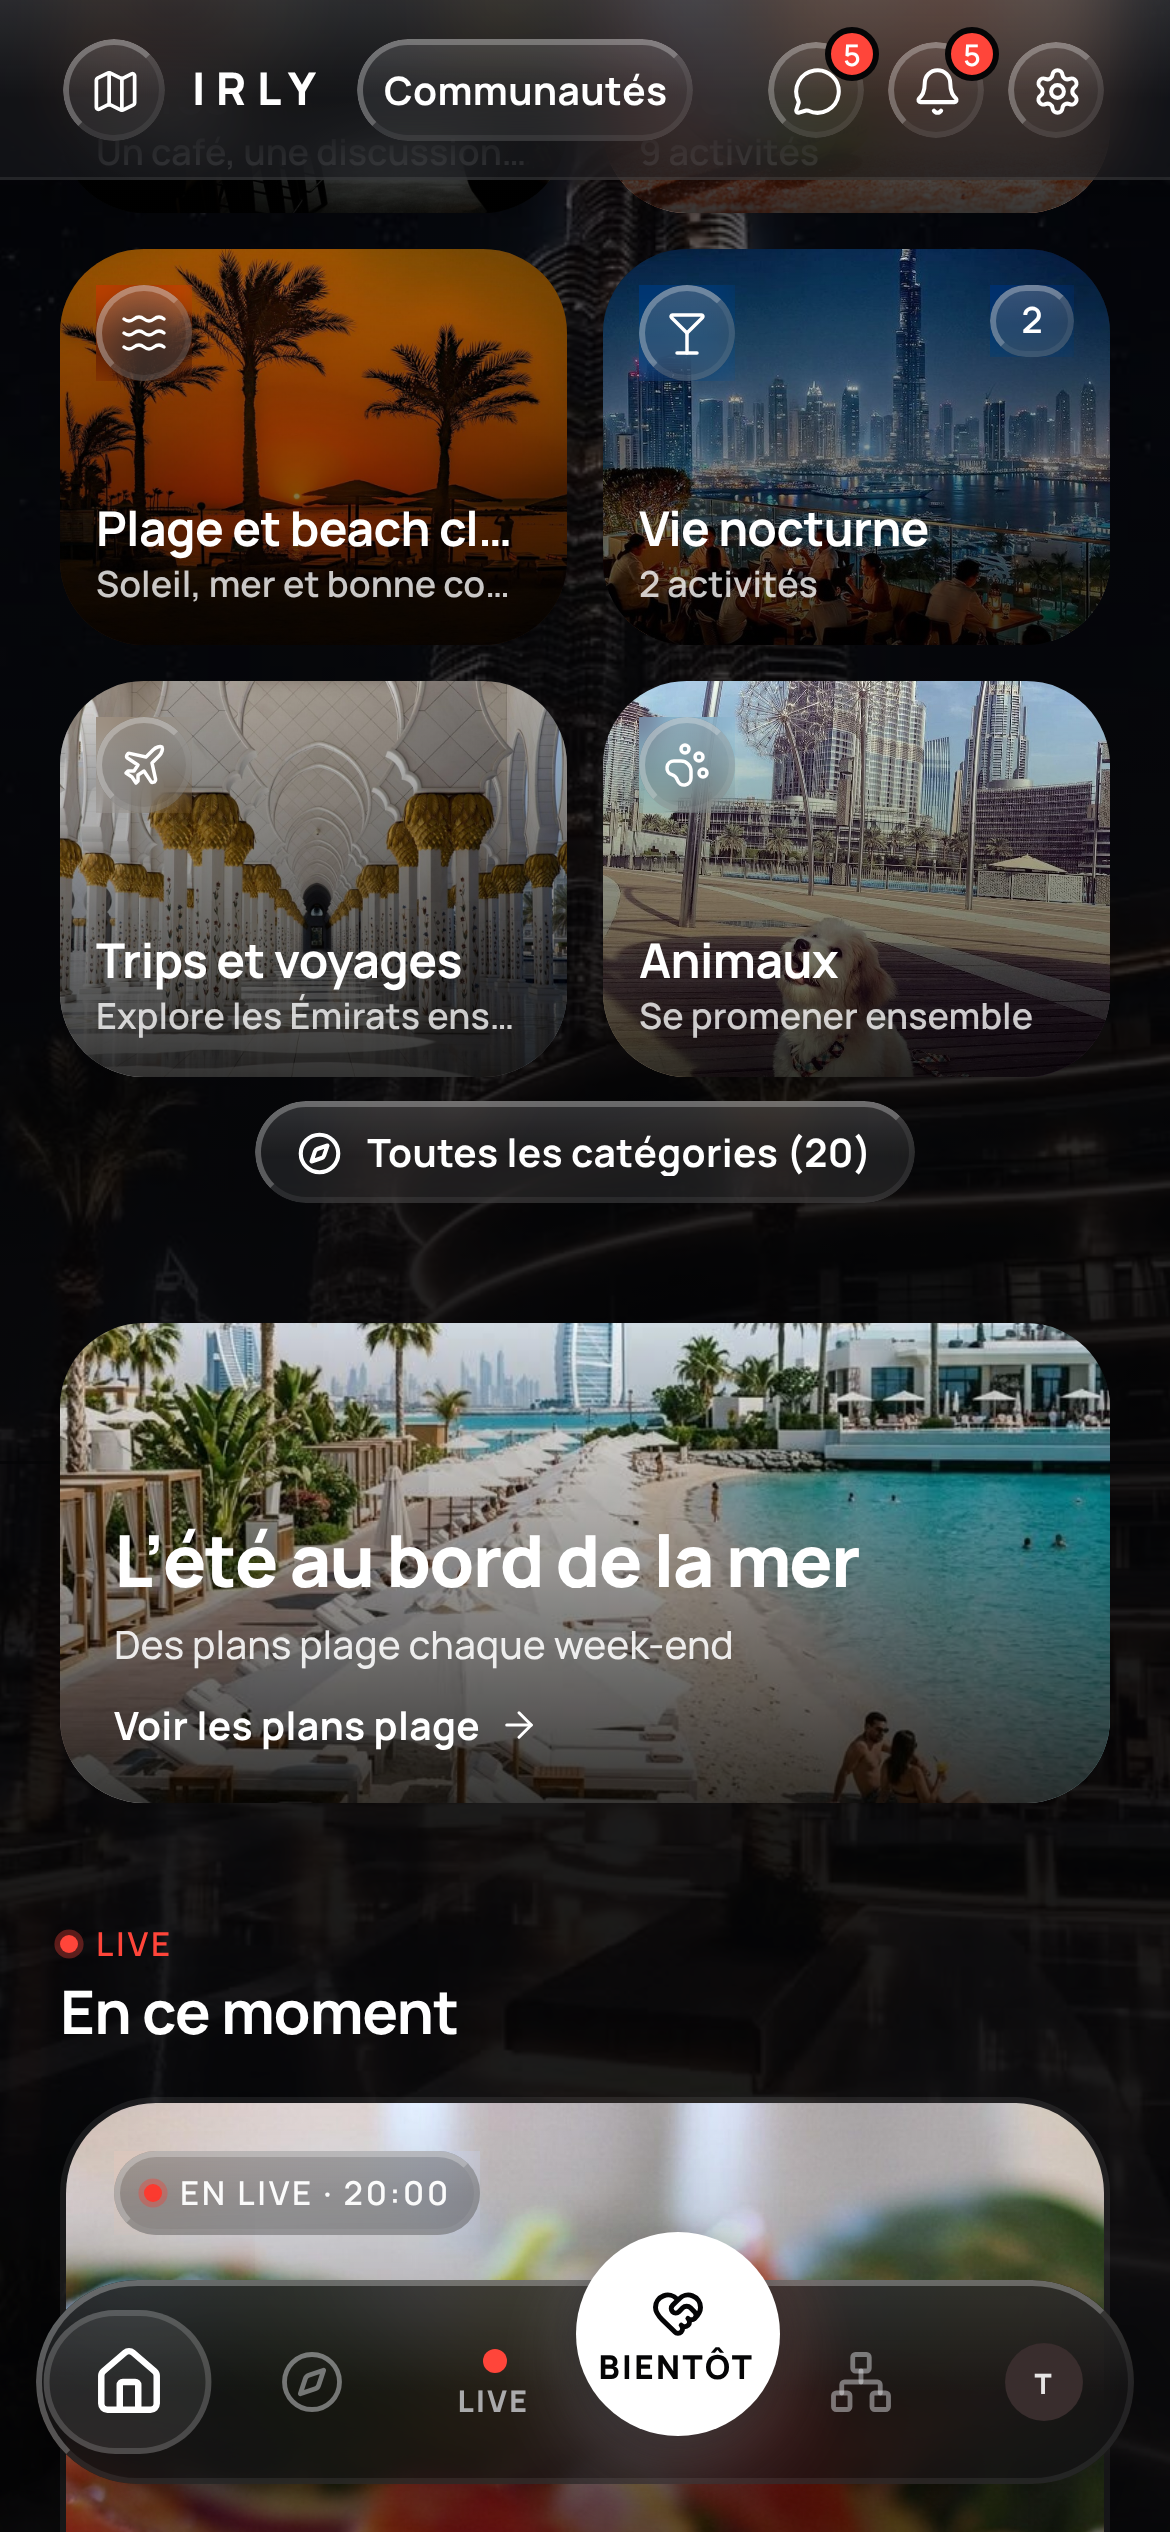 IRLY
Communautés
5
5
Un café, une discussion...
9 activités
2
Plage et beach cl...
Soleil, mer et bonne co...
Vie nocturne
2 activités
Trips et voyages
Explore les Émirats ens...
Animaux
Se promener ensemble
Toutes les catégories (20)
L'été au bord de la mer
Des plans plage chaque week-end
Voir les plans plage →
LIVE
En ce moment
EN LIVE · 20:00
LIVE
BIENTÔT
T